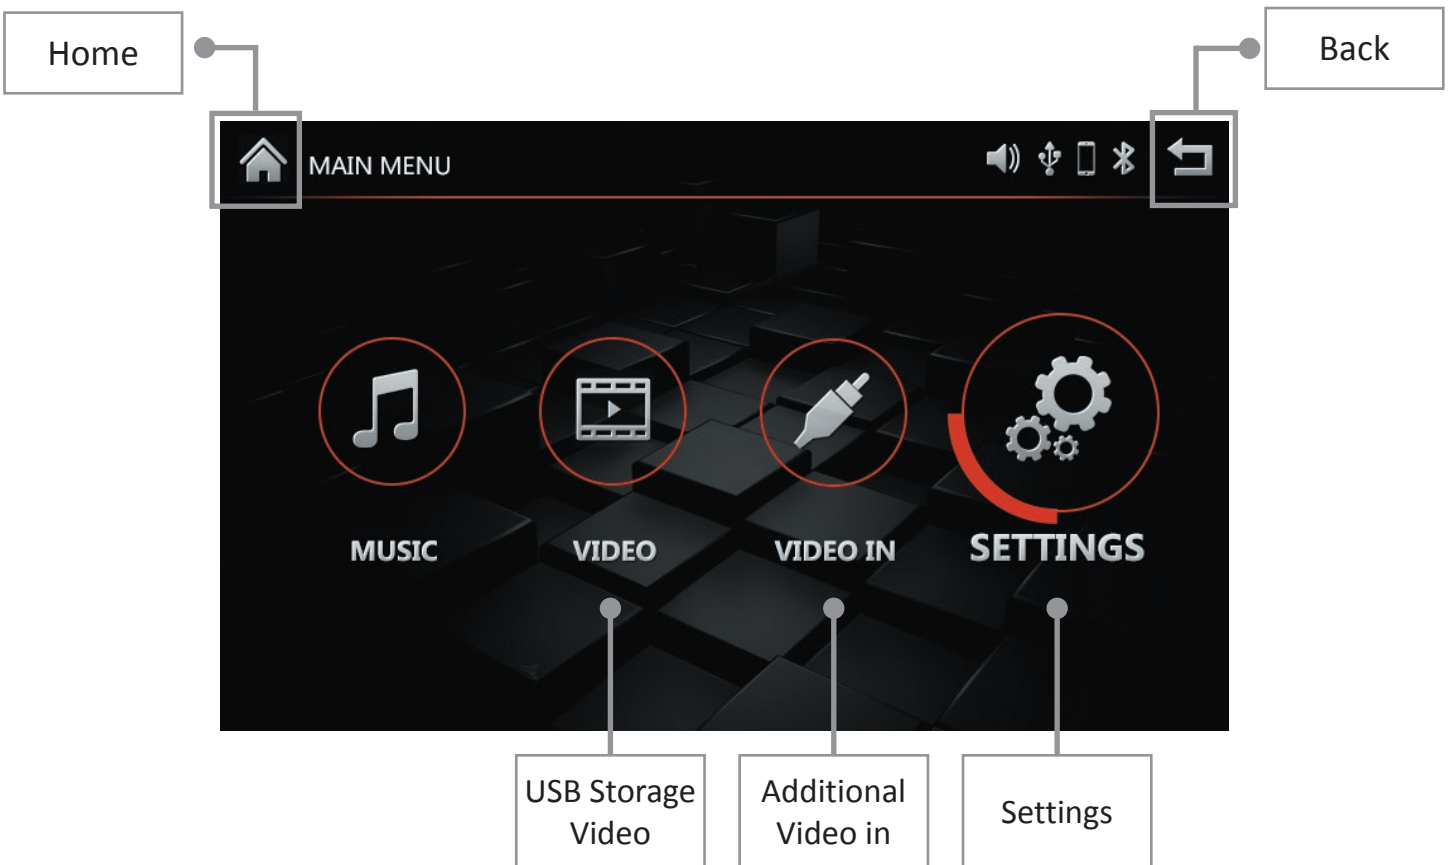 Home
Back
MAIN MENU
MUSIC
VIDEO
VIDEO IN
SETTINGS
USB Storage
Video
Additional
Video in
Settings